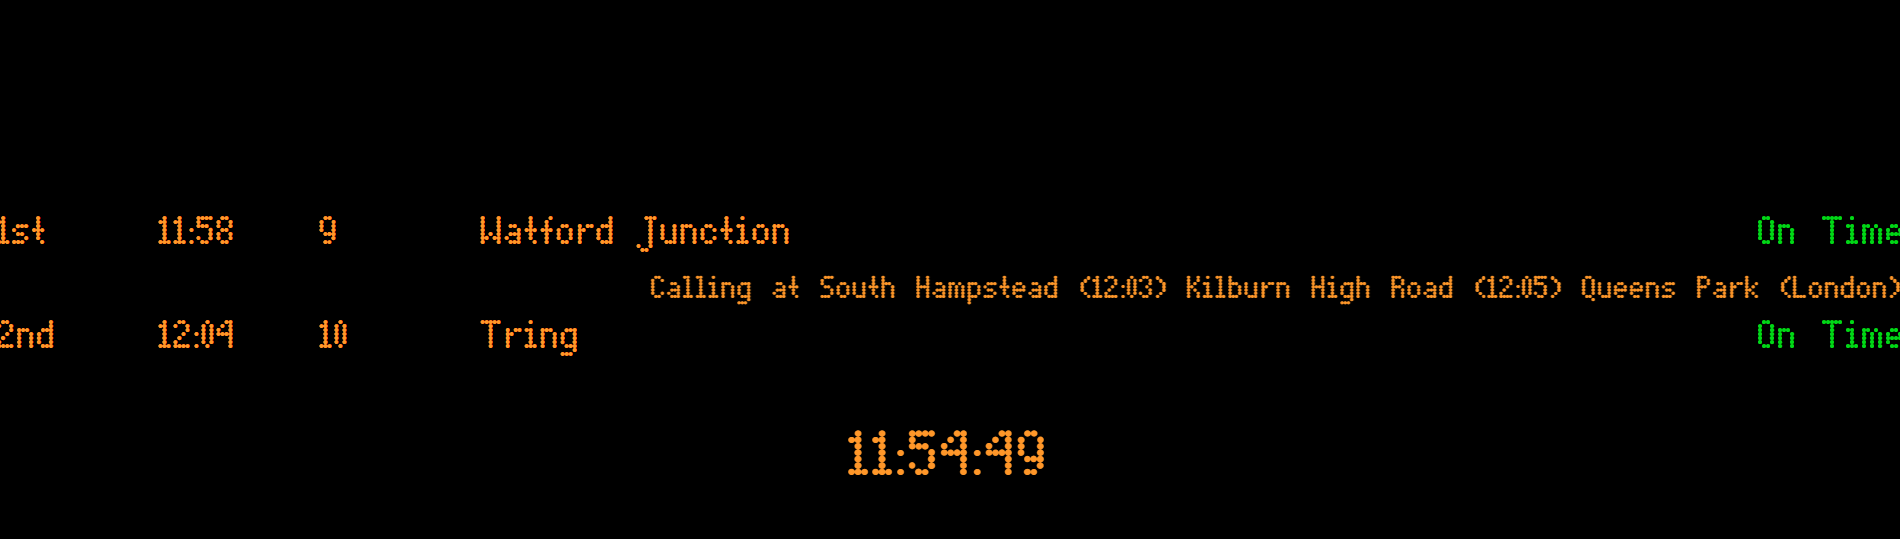 1st 11:58 9 Watford Junction On Time
Calling at South Hampstead (12:03) Kilburn High Road (12:05) Queens Park (London)
2nd 12:04 10 Tring On Time
11:54:49